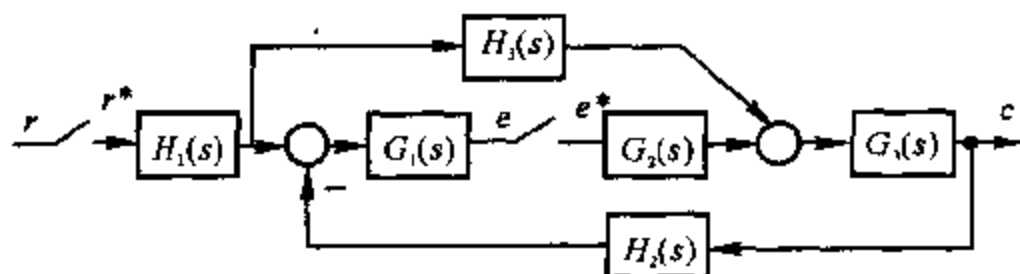 H₃(s)
r
r*
H₁(s)
G₁(s)
e
e*
G₂(s)
G₃(s)
c
−
H₂(s)